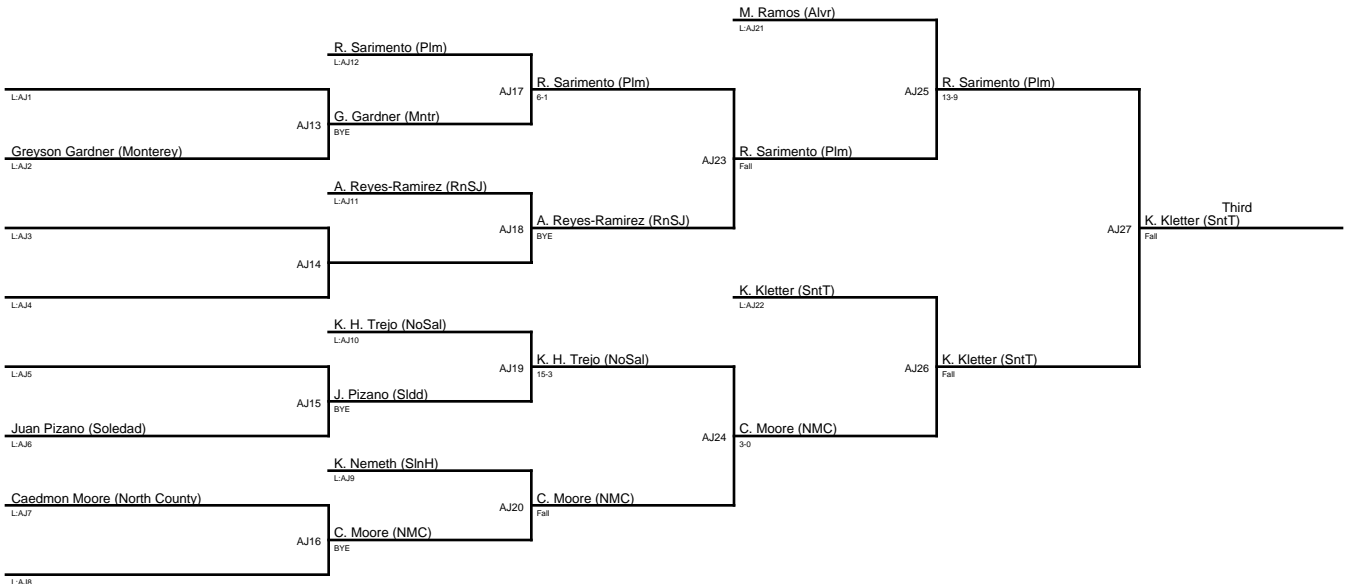 M. Ramos (Alvr)
L:AJ21
R. Sarimento (Plm)
L:AJ12
AJ17
R. Sarimento (Plm)
6-1
AJ25
R. Sarimento (Plm)
13-9
L:AJ1
AJ13
G. Gardner (Mntr)
BYE
Greyson Gardner (Monterey)
L:AJ2
AJ23
R. Sarimento (Plm)
Fall
A. Reyes-Ramirez (RnSJ)
L:AJ11
AJ18
A. Reyes-Ramirez (RnSJ)
BYE
Third
AJ27
K. Kletter (SntT)
Fall
L:AJ3
AJ14
L:AJ4
K. Kletter (SntT)
L:AJ22
K. H. Trejo (NoSal)
L:AJ10
AJ19
K. H. Trejo (NoSal)
15-3
AJ26
K. Kletter (SntT)
Fall
L:AJ5
AJ15
J. Pizano (Sldd)
BYE
Juan Pizano (Soledad)
L:AJ6
AJ24
C. Moore (NMC)
3-0
K. Nemeth (SlnH)
L:AJ9
Caedmon Moore (North County)
L:AJ7
AJ20
C. Moore (NMC)
Fall
AJ16
C. Moore (NMC)
BYE
L:AJ8